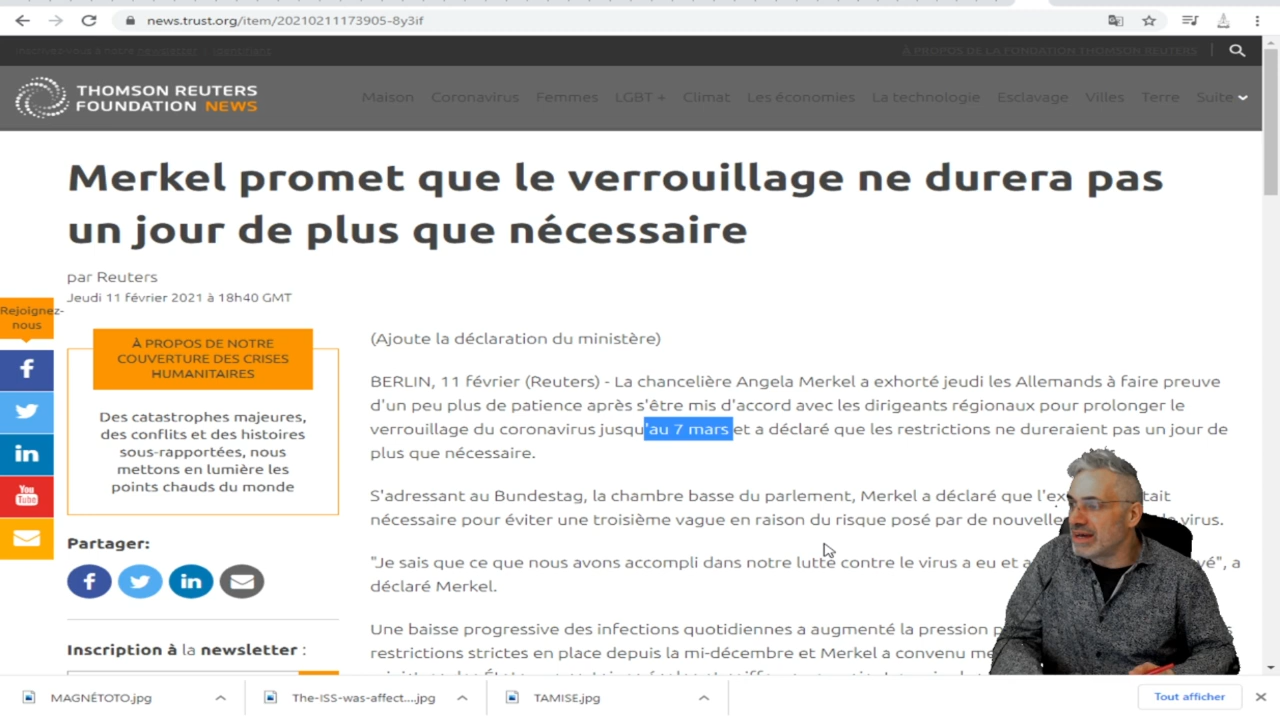 news.trust.org/item/20210211173905-8y3if
À PROPOS DE LA FONDATION THOMSON REUTERS
THOMSON REUTERS
FOUNDATION NEWS
Maison Coronavirus Femmes LGBT + Climat Les économies La technologie Esclavage Villes Terre Suite
Merkel promet que le verrouillage ne durera pas
un jour de plus que nécessaire
par Reuters
Jeudi 11 février 2021 à 18h40 GMT
Rejoignez-
nous
À PROPOS DE NOTRE
COUVERTURE DES CRISES
HUMANITAIRES
Des catastrophes majeures,
des conflits et des histoires
sous-rapportées, nous
mettons en lumière les
points chauds du monde
Partager:
Inscription à la newsletter :
(Ajoute la déclaration du ministère)
BERLIN, 11 février (Reuters) - La chancelière Angela Merkel a exhorté jeudi les Allemands à faire preuve
d'un peu plus de patience après s'être mis d'accord avec les dirigeants régionaux pour prolonger le
verrouillage du coronavirus jusqu'au 7 mars et a déclaré que les restrictions ne dureraient pas un jour de
plus que nécessaire.
S'adressant au Bundestag, la chambre basse du parlement, Merkel a déclaré que
nécessaire pour éviter une troisième vague en raison du risque posé par de virus.
"Je sais que ce que nous avons accompli dans notre lutte contre le virus a eu et a
déclaré Merkel.
Une baisse progressive des infections quotidiennes a augmenté la pression
restrictions strictes en place depuis la mi-décembre et Merkel a convenu
MAGNÉTOTO.jpg
The-ISS-was-affect....jpg
TAMISE.jpg
Tout afficher